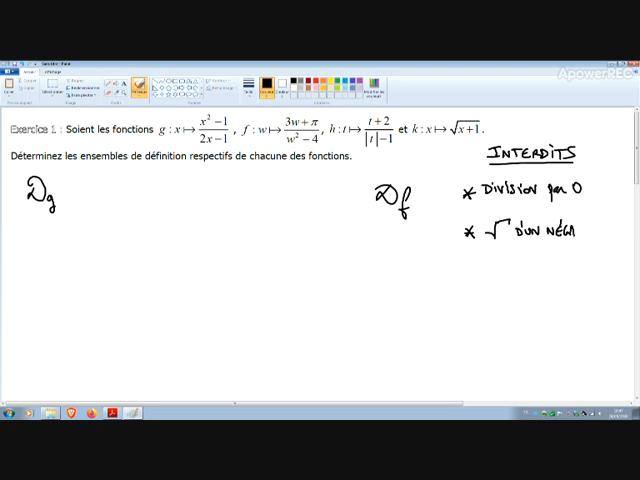 ApowerREC
Exercice 1 : Soient les fonctions g : x ↦ (x² − 1)/(2x − 1) , f : w ↦ (3w + π)/(w² − 4) , h : t ↦ (t + 2)/(|t| − 1) et k : x ↦ √(x + 1) .
Déterminez les ensembles de définition respectifs de chacune des fonctions.
INTERDITS
Dg
Df
* Division par 0
* √ D'UN NÉGA